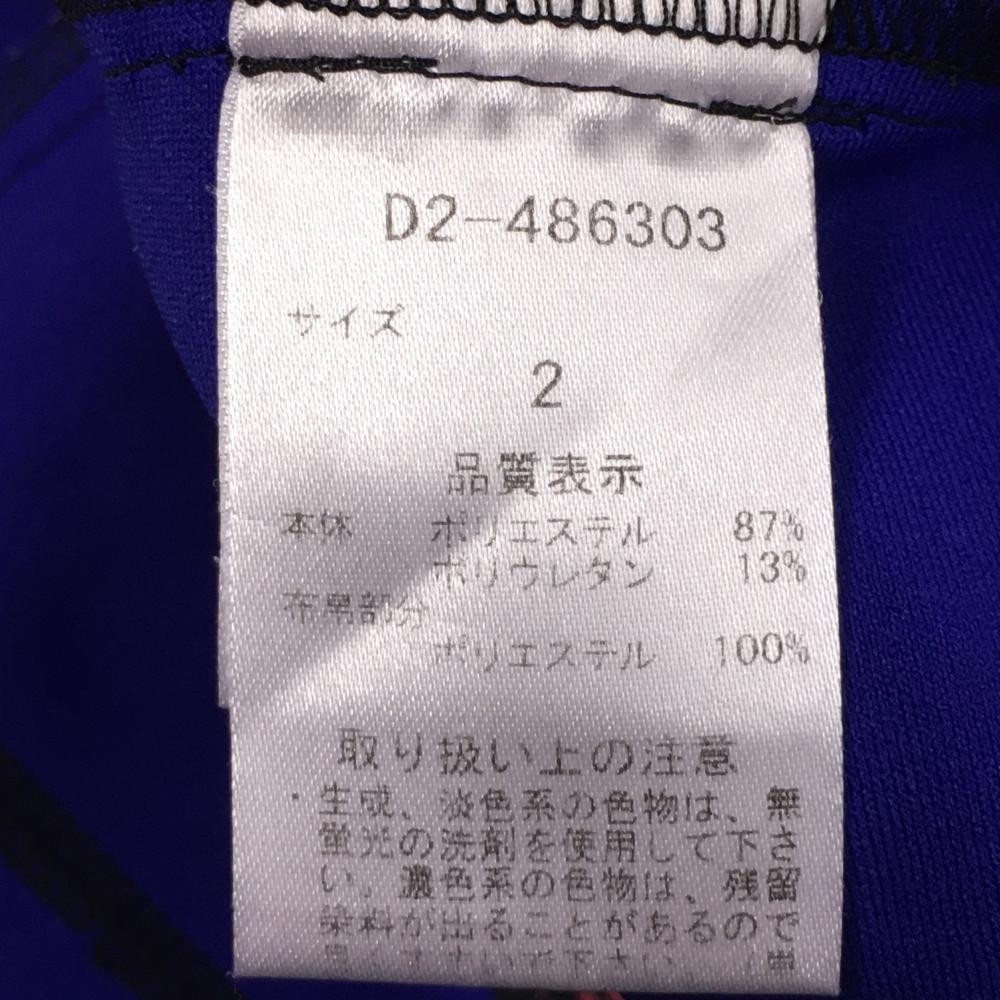 D2-486303
サイズ
2
品質表示
本体 ポリエステル 87%
ポリウレタン 13%
布帛部分
ポリエステル 100%
取り扱い上の注意
・生成、淡色系の色物は、無
蛍光の洗剤を使用して下さ
い。濃色系の色物は、残留
染料が出ることがあるので